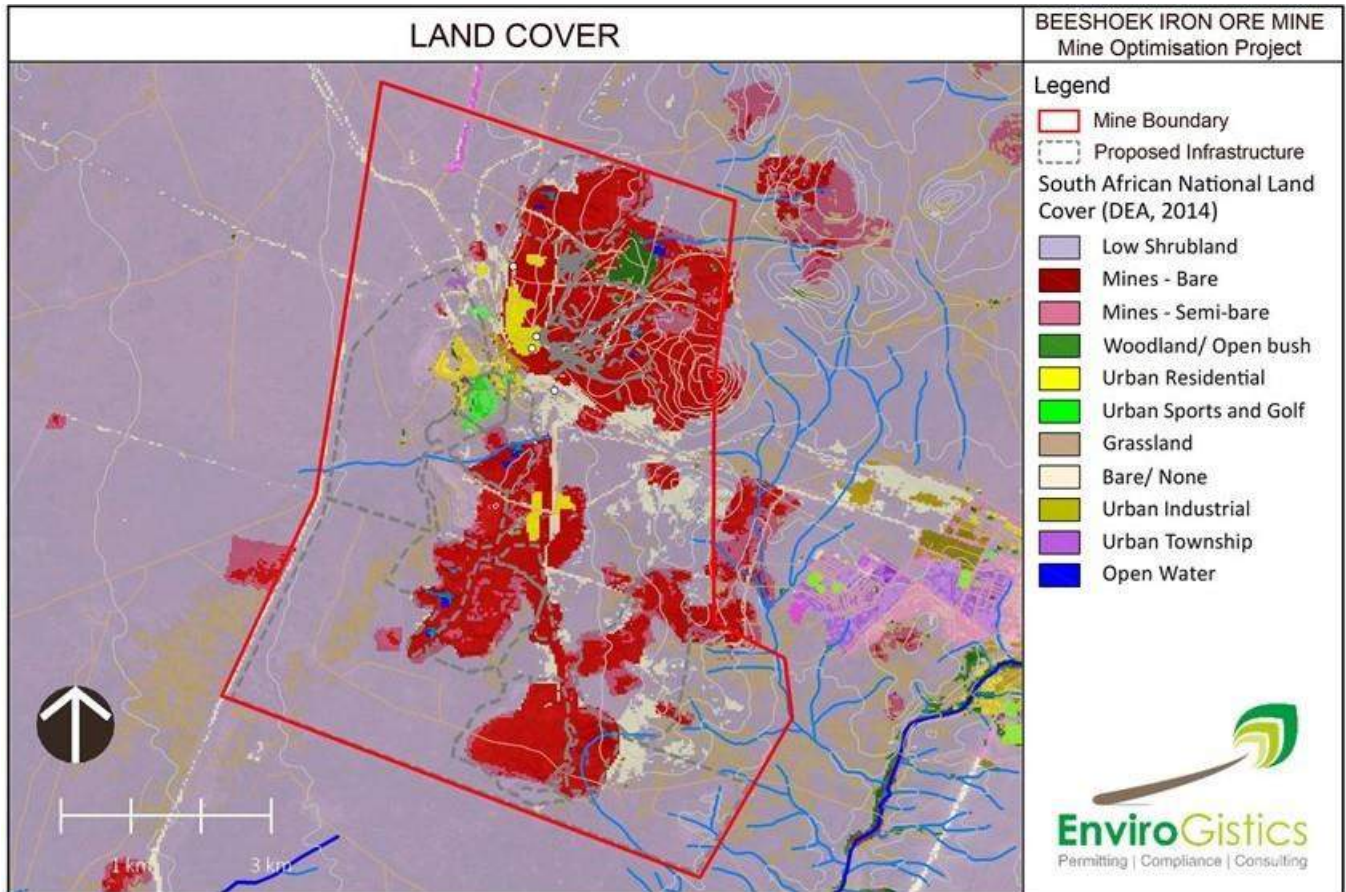 LAND COVER
BEESHOEK IRON ORE MINE
Mine Optimisation Project
Legend
Mine Boundary
Proposed Infrastructure
South African National Land
Cover (DEA, 2014)
Low Shrubland
Mines - Bare
Mines - Semi-bare
Woodland/ Open bush
Urban Residential
Urban Sports and Golf
Grassland
Bare/ None
Urban Industrial
Urban Township
Open Water
1 km
3 km
EnviroGistics
Permitting | Compliance | Consulting